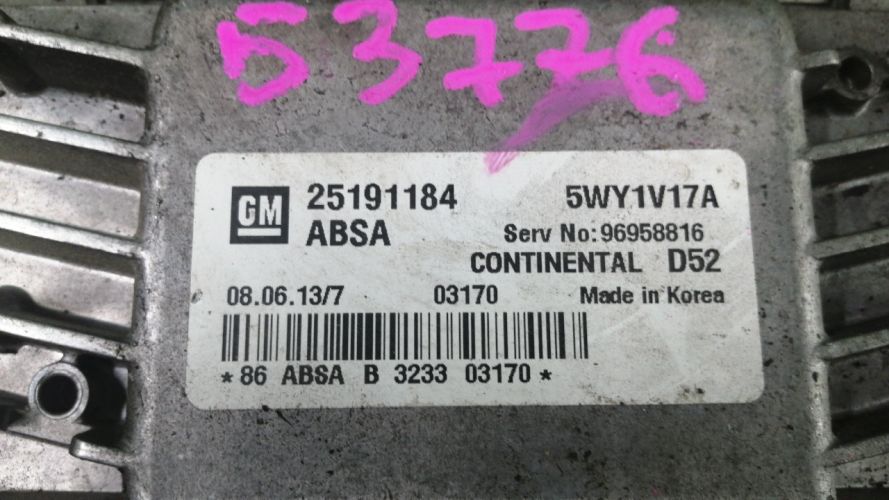 53776
GM 25191184 5WY1V17A
ABSA Serv No:96958816
CONTINENTAL D52
08.06.13/7 03170 Made in Korea
*86 ABSA B 3233 03170*